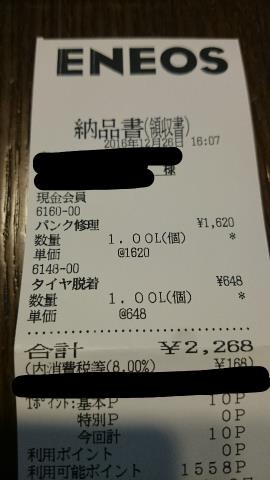 ENEOS
納品書(領収書)
2016年12月26日 16:07
様
現金会員
6160-00
パンク修理 ¥1,620
数量 1.00L(個) *
単価 @1620
6148-00
タイヤ脱着 ¥648
数量 1.00L(個) *
単価 @648
合計 ¥2,268
(内消費税等(8.00%) ¥168)
Tポイント:基本P 10P
特別P 0P
今回計 10P
利用ポイント 0P
利用可能ポイント 1558P